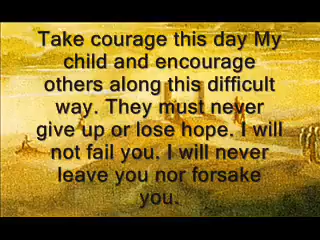 Take courage this day My
child and encourage
others along this difficult
way. They must never
give up or lose hope. I will
not fail you. I will never
leave you nor forsake
you.